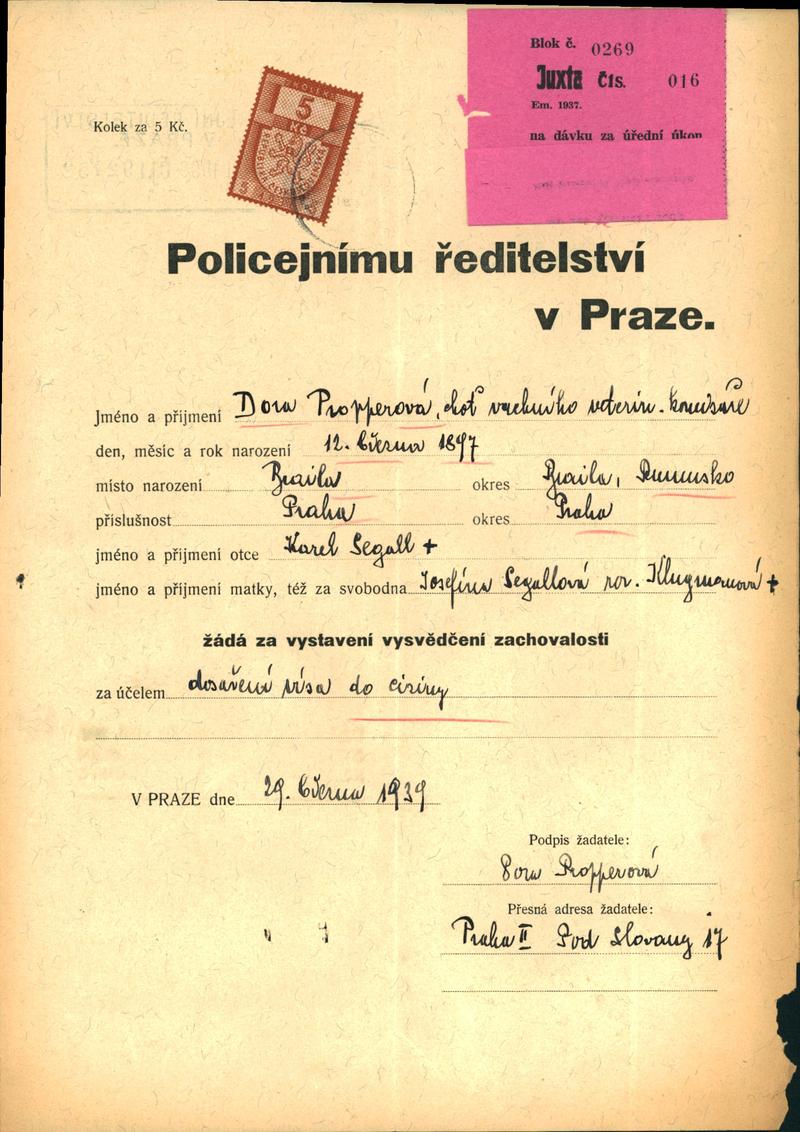 Blok č. 0269
Juxta čís. 016
Em. 1937.
na dávku za úřední úkon
Kolek za 5 Kč.
5
Kč
Policejnímu ředitelství
v Praze.
Jméno a příjmení Dora Propperová, choť vrchního veterin. komisaře
den, měsíc a rok narození 12. června 1897
místo narození Braila okres Braila, Rumunsko
příslušnost Praha okres Praha
jméno a příjmení otce Karel Segall +
jméno a příjmení matky, též za svobodna Josefína Segallová roz. Klugmanová +
žádá za vystavení vysvědčení zachovalosti
za účelem dosažení visa do ciziny
V PRAZE dne 29. června 1939
Podpis žadatele:
Dora Propperová
Přesná adresa žadatele:
Praha II Pod Slovany 17